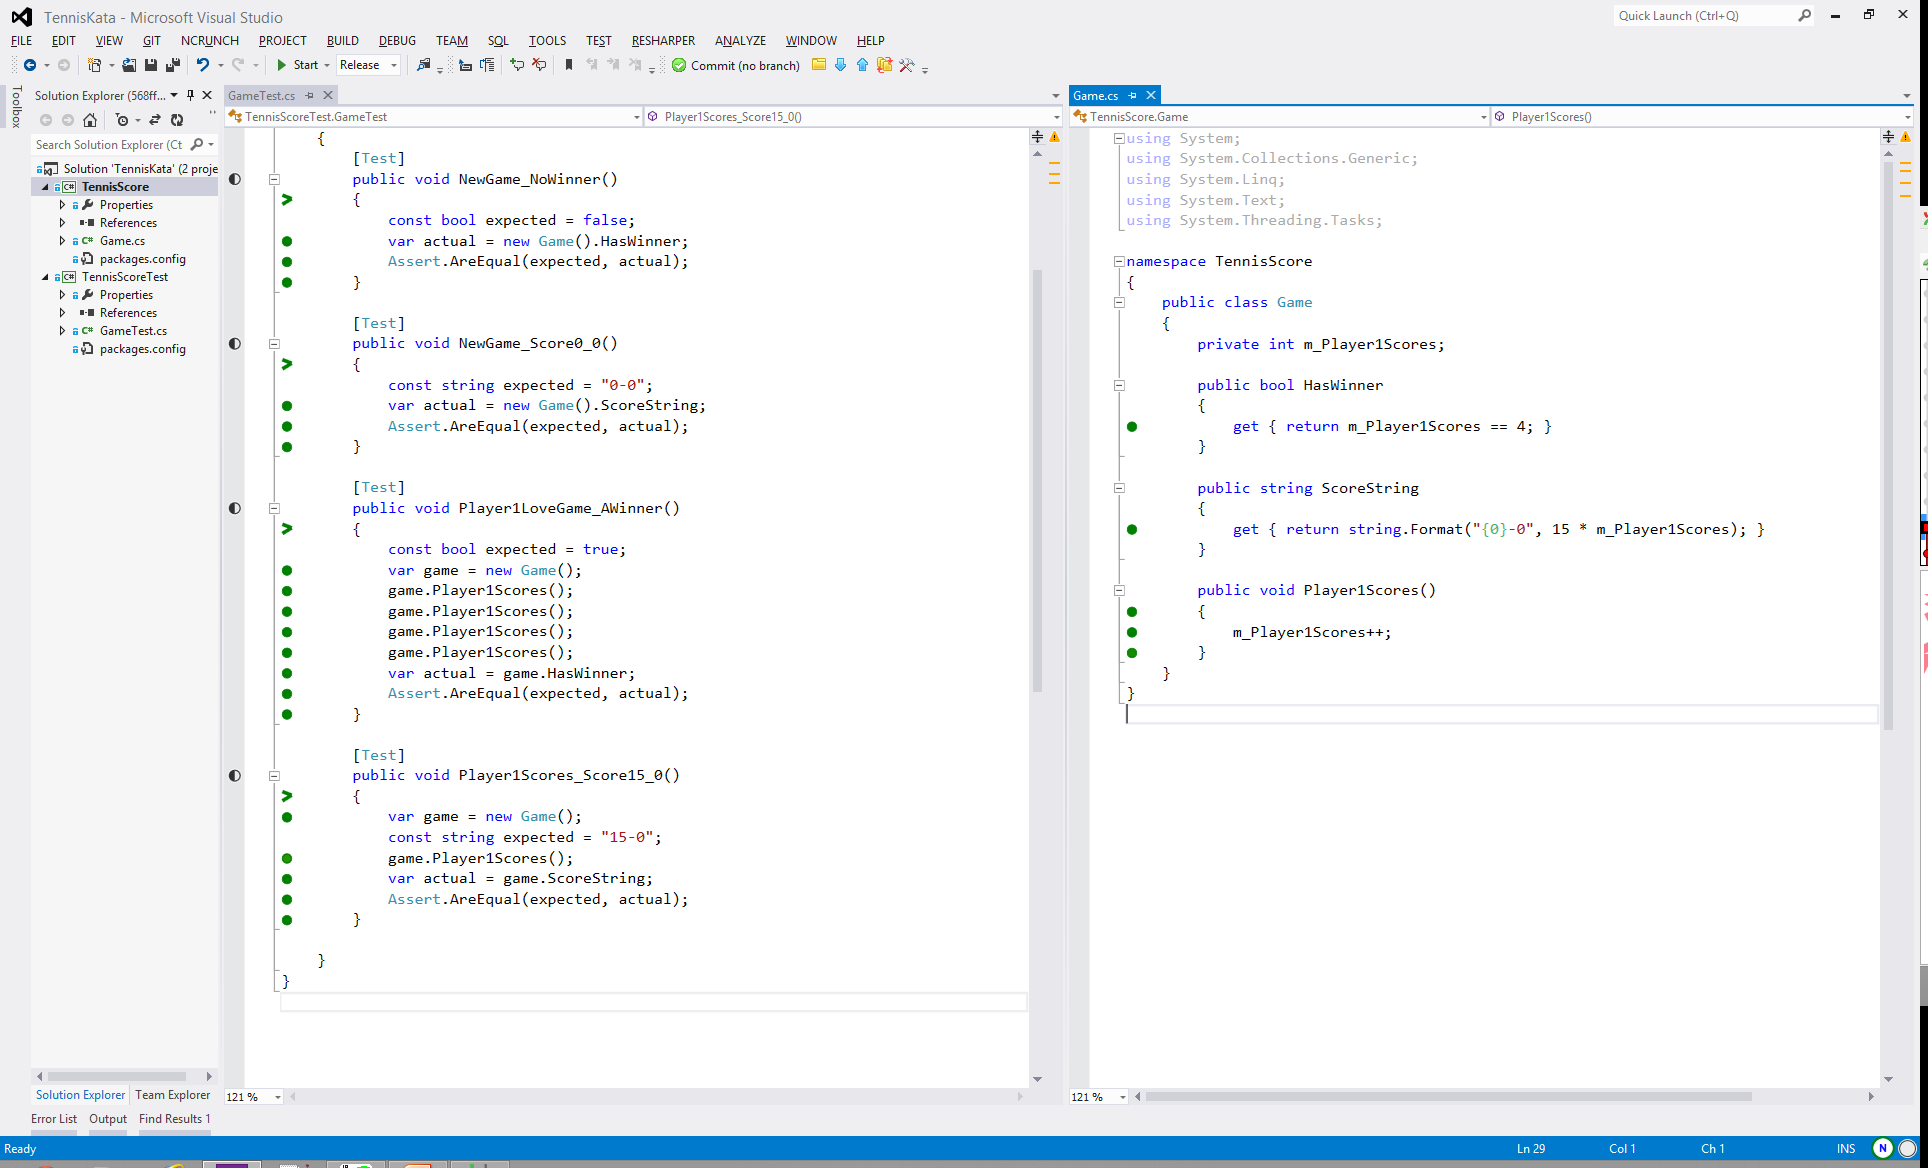 TennisKata - Microsoft Visual Studio
Quick Launch (Ctrl+Q)
FILE EDIT VIEW GIT NCRUNCH PROJECT BUILD DEBUG TEAM SQL TOOLS TEST RESHARPER ANALYZE WINDOW HELP
Start Release Commit (no branch)
Toolbox
Solution Explorer (568ff...
Search Solution Explorer (Ct
Solution 'TennisKata' (2 proje
TennisScore
Properties
References
C# Game.cs
packages.config
TennisScoreTest
Properties
References
C# GameTest.cs
packages.config
Solution Explorer Team Explorer
GameTest.cs
TennisScoreTest.GameTest Player1Scores_Score15_0()
{
[Test]
public void NewGame_NoWinner()
{
const bool expected = false;
var actual = new Game().HasWinner;
Assert.AreEqual(expected, actual);
}
[Test]
public void NewGame_Score0_0()
{
const string expected = "0-0";
var actual = new Game().ScoreString;
Assert.AreEqual(expected, actual);
}
[Test]
public void Player1LoveGame_AWinner()
{
const bool expected = true;
var game = new Game();
game.Player1Scores();
game.Player1Scores();
game.Player1Scores();
game.Player1Scores();
var actual = game.HasWinner;
Assert.AreEqual(expected, actual);
}
[Test]
public void Player1Scores_Score15_0()
{
var game = new Game();
const string expected = "15-0";
game.Player1Scores();
var actual = game.ScoreString;
Assert.AreEqual(expected, actual);
}
}
}
121 %
Game.cs
TennisScore.Game Player1Scores()
using System;
using System.Collections.Generic;
using System.Linq;
using System.Text;
using System.Threading.Tasks;
namespace TennisScore
{
public class Game
{
private int m_Player1Scores;
public bool HasWinner
{
get { return m_Player1Scores == 4; }
}
public string ScoreString
{
get { return string.Format("{0}-0", 15 * m_Player1Scores); }
}
public void Player1Scores()
{
m_Player1Scores++;
}
}
}
121 %
Error List Output Find Results 1
Ready Ln 29 Col 1 Ch 1 INS N